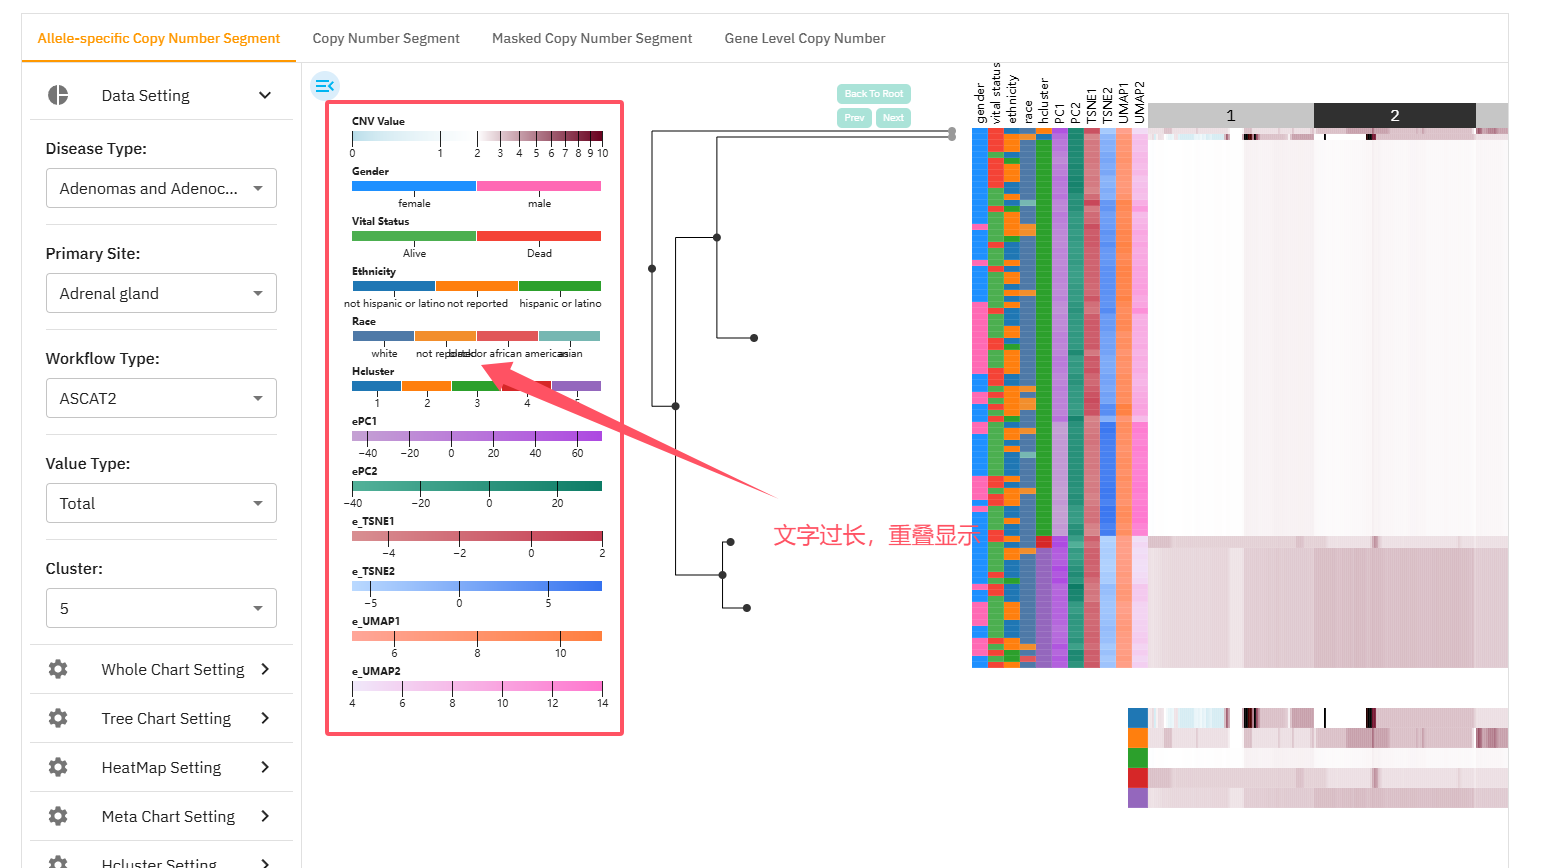 Allele-specific Copy Number Segment
Copy Number Segment
Masked Copy Number Segment
Gene Level Copy Number
Data Setting
Disease Type:
Adenomas and Adenoc...
Primary Site:
Adrenal gland
Workflow Type:
ASCAT2
Value Type:
Total
Cluster:
5
Whole Chart Setting
Tree Chart Setting
HeatMap Setting
Meta Chart Setting
Hcluster Setting
CNV Value
0 1 2 3 4 5 6 7 8 9 10
Gender
female male
Vital Status
Alive Dead
Ethnicity
not hispanic or latino not reported hispanic or latino
Race
white not reported black or african american asian
Hcluster
1 2 3 4 5
ePC1
−40 −20 0 20 40 60
ePC2
−40 −20 0 20
e_TSNE1
−4 −2 0 2
e_TSNE2
−5 0 5
e_UMAP1
6 8 10
e_UMAP2
4 6 8 10 12 14
Back To Root
Prev Next
文字过长，重叠显示
gender
vital status
ethnicity
race
hcluster
PC1
PC2
TSNE1
TSNE2
UMAP1
UMAP2
1 2